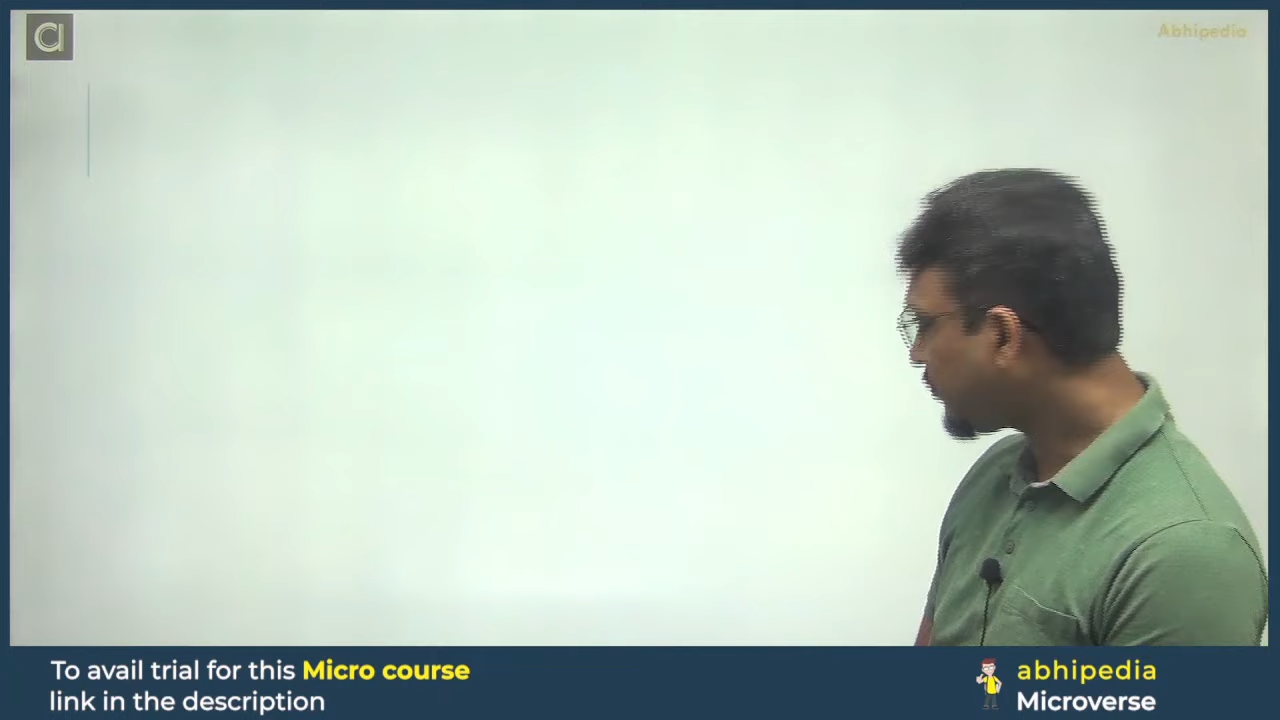 a
Abhipedia
To avail trial for this Micro course
link in the description
abhipedia
Microverse